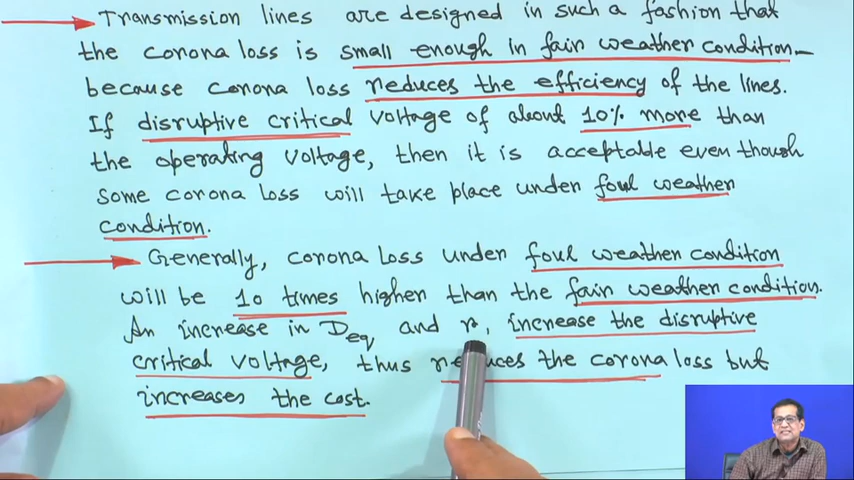 Transmission lines are designed in such a fashion that
the corona loss is small enough in fair weather condition—
because corona loss reduces the efficiency of the lines.
If disruptive critical voltage of about 10% more than
the operating voltage, then it is acceptable even though
some corona loss will take place under foul weather
condition.
Generally, corona loss under foul weather condition
will be 10 times higher than the fair weather condition.
An increase in Deq and r, increase the disruptive
critical voltage, thus reduces the corona loss but
increases the cost.